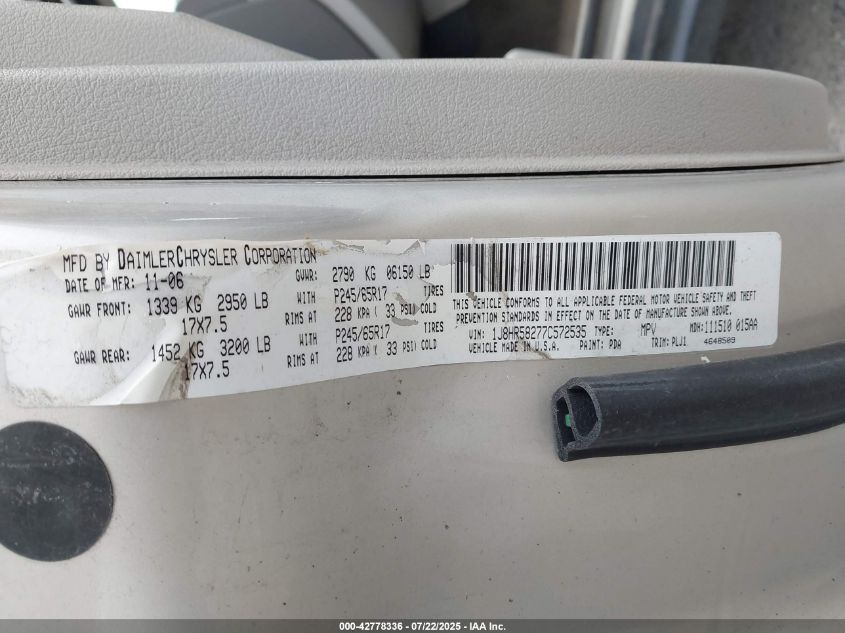 MFD BY DAIMLERCHRYSLER CORPORATION
DATE OF MFR: 11-06 GVWR: 2790 KG 06150 LB
GAWR FRONT: 1339 KG 2950 LB WITH P245/65R17 TIRES
17X7.5 RIMS AT 228 KPA ( 33 PSI) COLD
GAWR REAR: 1452 KG 3200 LB WITH P245/65R17 TIRES
17X7.5 RIMS AT 228 KPA ( 33 PSI) COLD
THIS VEHICLE CONFORMS TO ALL APPLICABLE FEDERAL MOTOR VEHICLE SAFETY AND THEFT
PREVENTION STANDARDS IN EFFECT ON THE DATE OF MANUFACTURE SHOWN ABOVE.
VIN: 1J8HR58277C572535 TYPE: MPV MDH: 111510 015AA
VEHICLE MADE IN U.S.A. PAINT: PDA TRIM: PLJ1 4648509
000-42778336 - 07/22/2025 - IAA Inc.